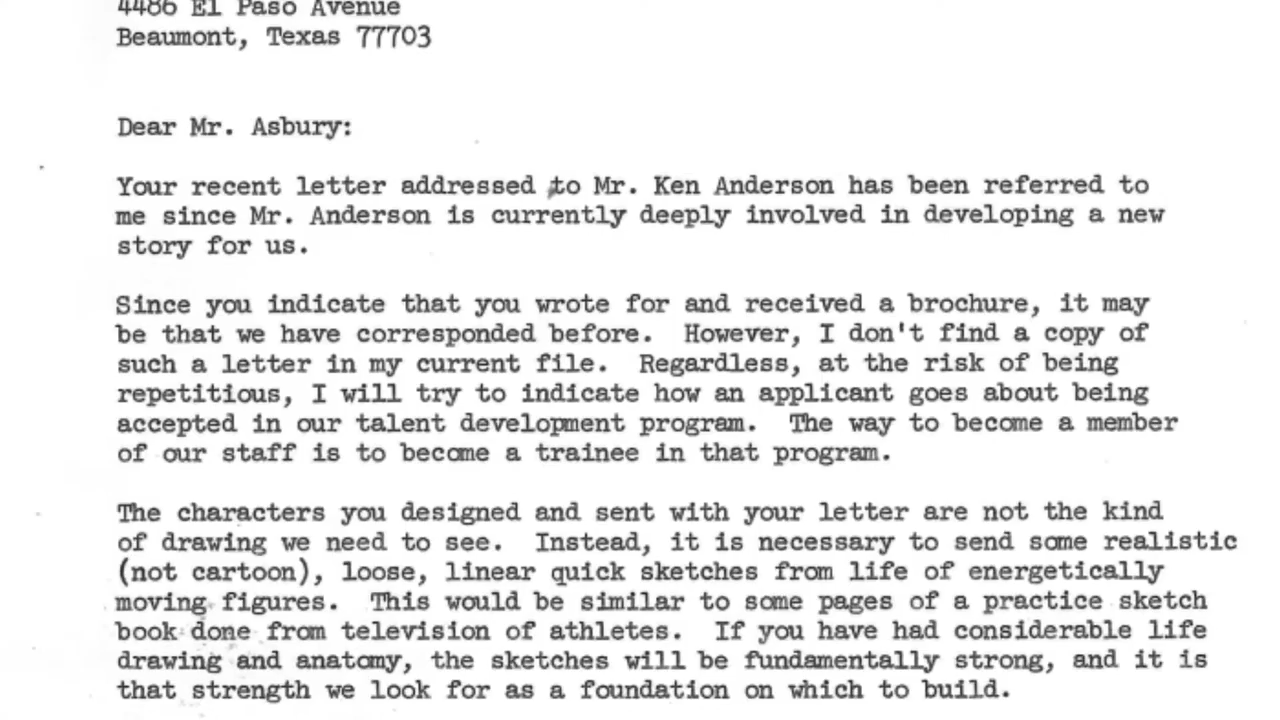 4486 El Paso Avenue
Beaumont, Texas 77703
Dear Mr. Asbury:
Your recent letter addressed to Mr. Ken Anderson has been referred to
me since Mr. Anderson is currently deeply involved in developing a new
story for us.
Since you indicate that you wrote for and received a brochure, it may
be that we have corresponded before. However, I don't find a copy of
such a letter in my current file. Regardless, at the risk of being
repetitious, I will try to indicate how an applicant goes about being
accepted in our talent development program. The way to become a member
of our staff is to become a trainee in that program.
The characters you designed and sent with your letter are not the kind
of drawing we need to see. Instead, it is necessary to send some realistic
(not cartoon), loose, linear quick sketches from life of energetically
moving figures. This would be similar to some pages of a practice sketch
book done from television of athletes. If you have had considerable life
drawing and anatomy, the sketches will be fundamentally strong, and it is
that strength we look for as a foundation on which to build.